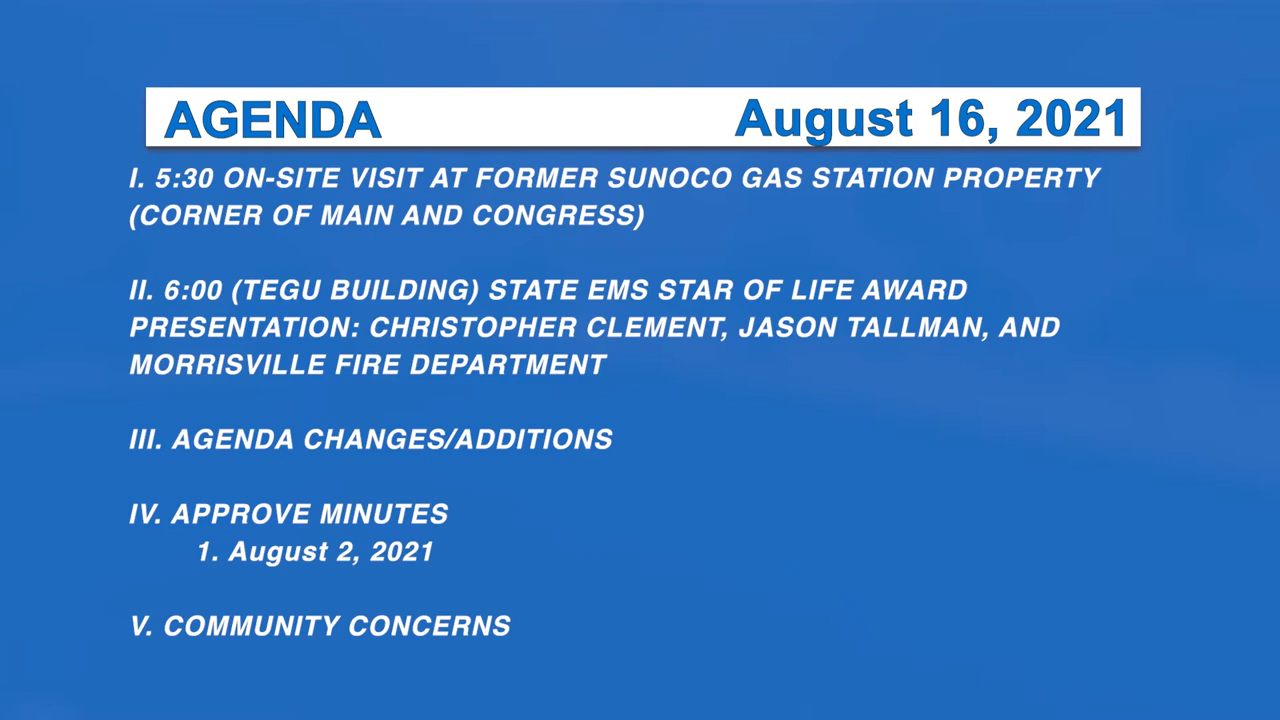 AGENDA August 16, 2021
I. 5:30 ON-SITE VISIT AT FORMER SUNOCO GAS STATION PROPERTY
(CORNER OF MAIN AND CONGRESS)
II. 6:00 (TEGU BUILDING) STATE EMS STAR OF LIFE AWARD
PRESENTATION: CHRISTOPHER CLEMENT, JASON TALLMAN, AND
MORRISVILLE FIRE DEPARTMENT
III. AGENDA CHANGES/ADDITIONS
IV. APPROVE MINUTES
1. August 2, 2021
V. COMMUNITY CONCERNS